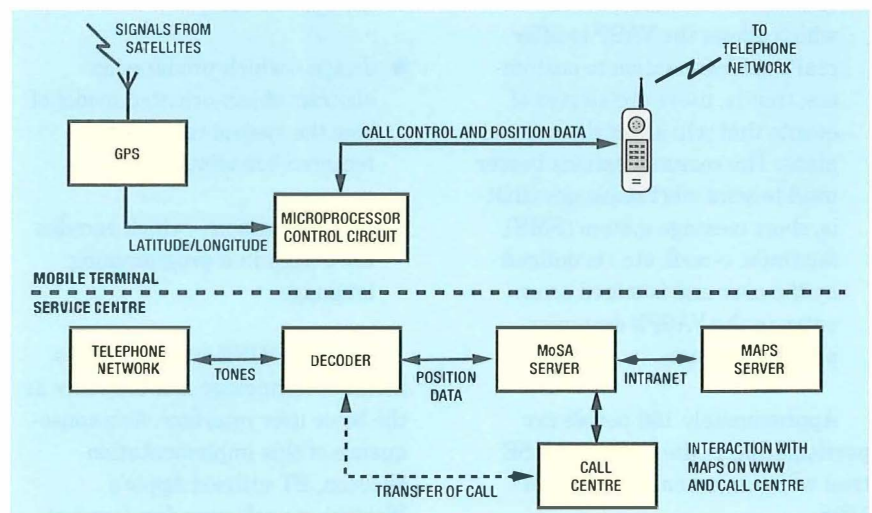 SIGNALS FROM
SATELLITES
TO
TELEPHONE
NETWORK
GPS
CALL CONTROL AND POSITION DATA
MICROPROCESSOR
CONTROL CIRCUIT
LATITUDE/LONGITUDE
MOBILE TERMINAL
SERVICE CENTRE
TELEPHONE
NETWORK
TONES
DECODER
POSITION
DATA
MoSA
SERVER
INTRANET
MAPS
SERVER
CALL
CENTRE
INTERACTION WITH
MAPS ON WWW
AND CALL CENTRE
TRANSFER OF CALL